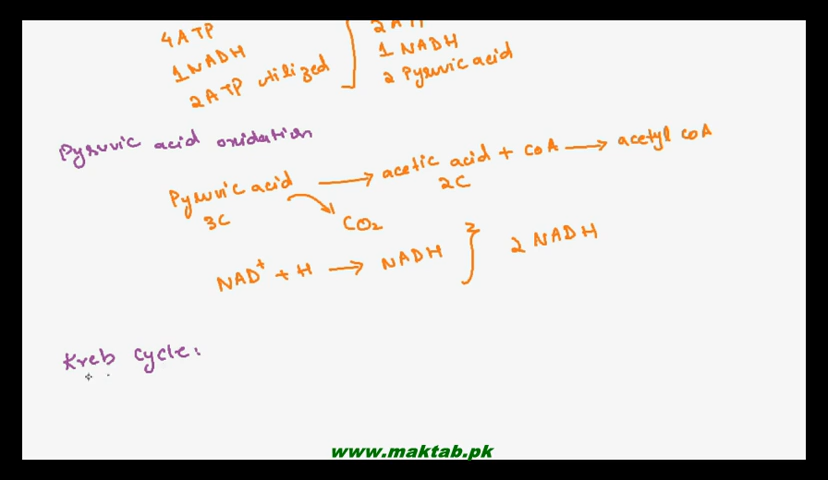 4ATP
2ATP
1NADH
1 NADH
2ATP utilized
2 Pyruvic acid
Pyruvic acid oxidation
Pyruvic acid → acetic acid + CoA → acetyl coA
3C
2C
CO2
NAD+ + H → NADH } 2 NADH
Kreb Cycle:
www.maktab.pk